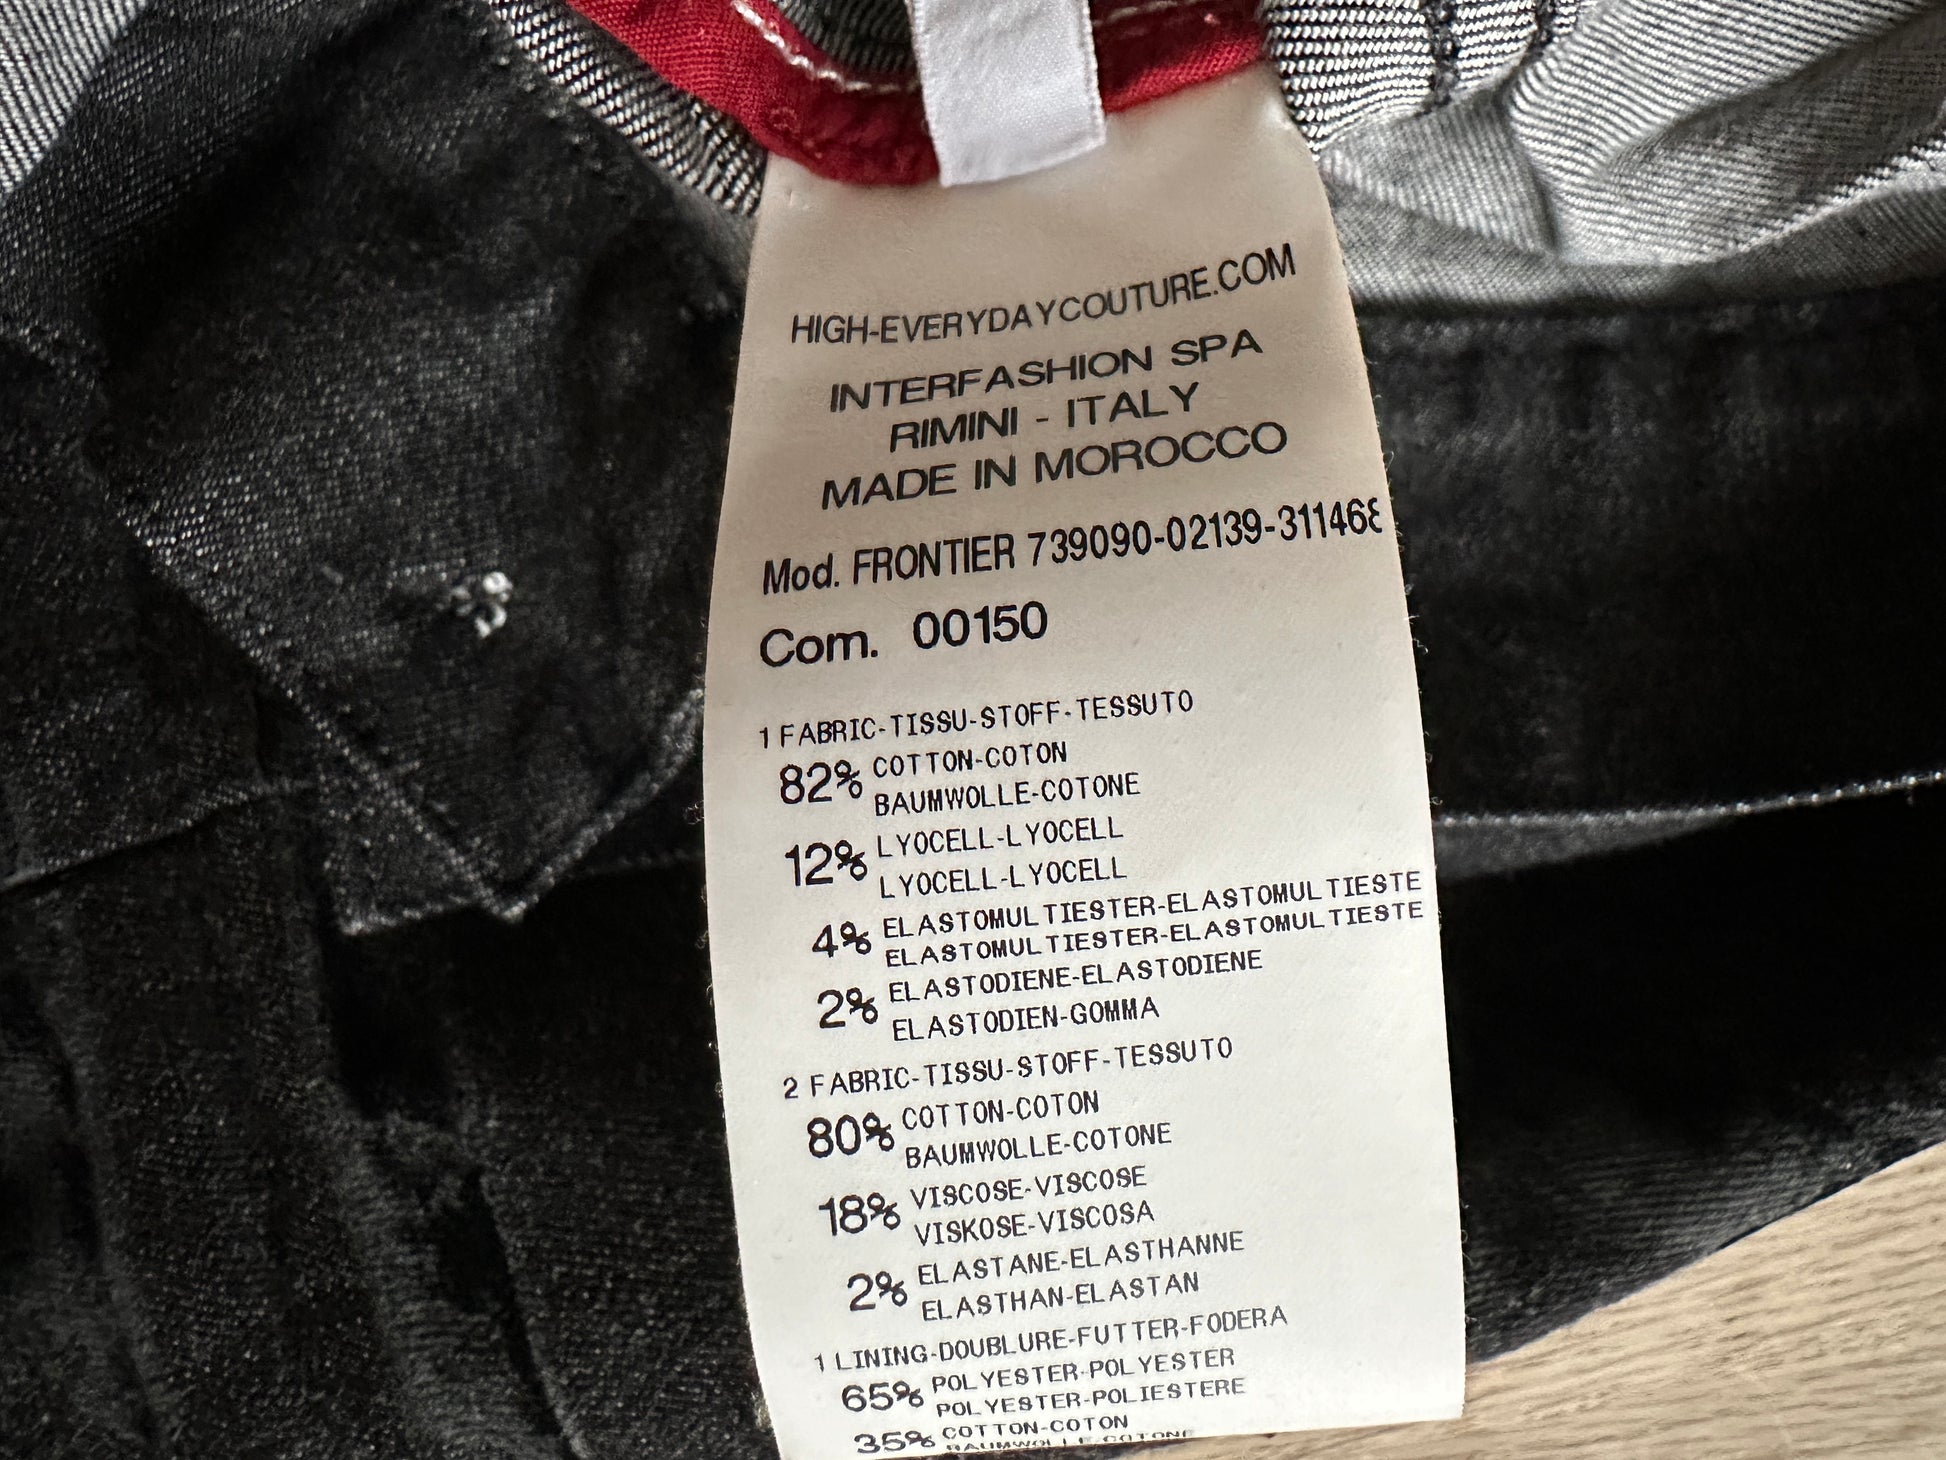 HIGH-EVERYDAYCOUTURE.COM
INTERFASHION SPA
RIMINI - ITALY
MADE IN MOROCCO
Mod. FRONTIER 739090-02139-311468
Com. 00150
1 FABRIC-TISSU-STOFF-TESSUTO
82% COTTON-COTON
BAUMWOLLE-COTONE
12% LYOCELL-LYOCELL
LYOCELL-LYOCELL
4% ELASTOMULTIESTER-ELASTOMULTIESTE
ELASTOMULTIESTER-ELASTOMULTIESTE
2% ELASTODIENE-ELASTODIENE
ELASTODIEN-GOMMA
2 FABRIC-TISSU-STOFF-TESSUTO
80% COTTON-COTON
BAUMWOLLE-COTONE
18% VISCOSE-VISCOSE
VISKOSE-VISCOSA
2% ELASTANE-ELASTHANNE
ELASTHAN-ELASTAN
1 LINING-DOUBLURE-FUTTER-FODERA
65% POLYESTER-POLYESTER
POLYESTER-POLIESTERE
35% COTTON-COTON
BAUMWOLLE-COTONE